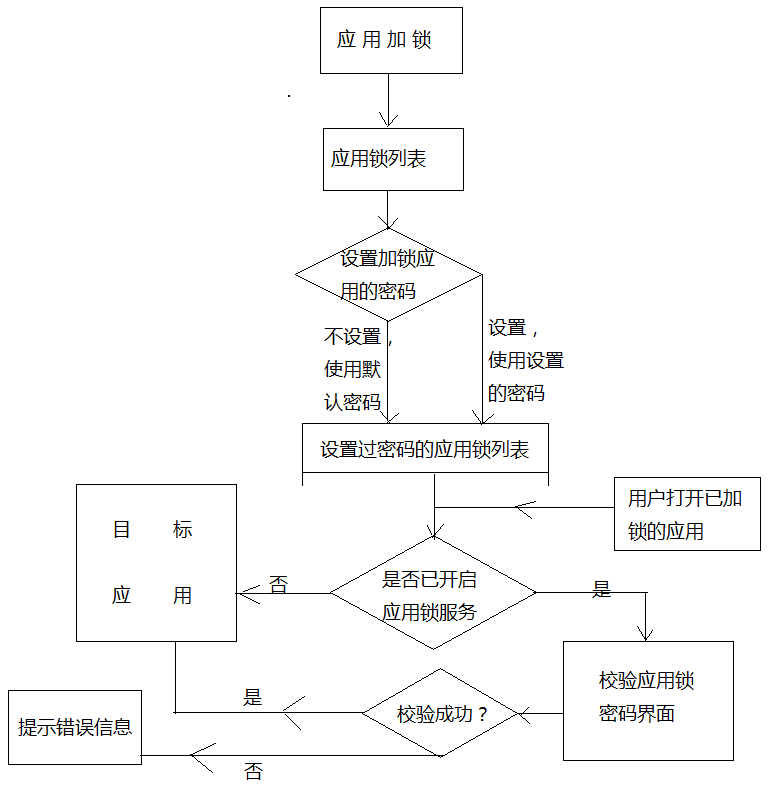 应用加锁
应用锁列表
设置加锁应
用的密码
不设置，
使用默
认密码
设置，
使用设置
的密码
设置过密码的应用锁列表
用户打开已加
锁的应用
目标
应用
否
是否已开启
应用锁服务
是
校验应用锁
密码界面
是
校验成功？
提示错误信息
否